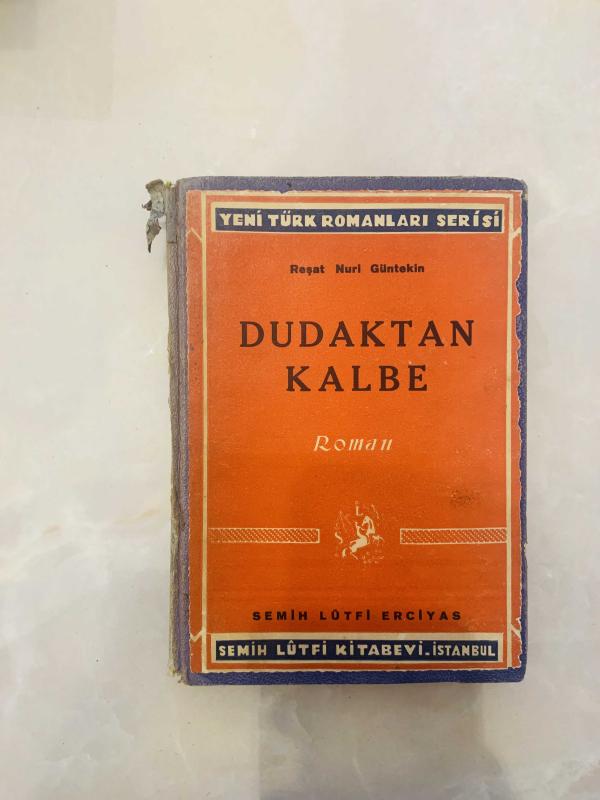 YENİ TÜRK ROMANLARI SERİSİ
Reşat Nuri Güntekin
DUDAKTAN
KALBE
Roman
S L
SEMİH LÛTFİ ERCİYAS
SEMİH LÛTFİ KİTABEVİ-İSTANBUL